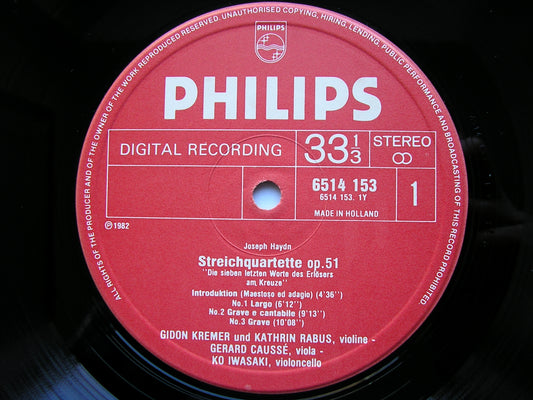 ALL RIGHTS OF THE PRODUCER AND OF THE OWNER OF THE WORK REPRODUCED RESERVED. UNAUTHORISED COPYING, HIRING, LENDING, PUBLIC PERFORMANCE AND BROADCASTING OF THIS RECORD PROHIBITED.
PHILIPS
PHILIPS
DIGITAL RECORDING
33 1/3
STEREO
6514 153
6514 153. 1Y
MADE IN HOLLAND
1
℗ 1982
Joseph Haydn
Streichquartette op.51
"Die sieben letzten Worte des Erlösers
am Kreuze"
Introduktion (Maestoso ed adagio) (4'36")
No.1 Largo (6'12")
No.2 Grave e cantabile (9'13")
No.3 Grave (10'08")
GIDON KREMER und KATHRIN RABUS, violine -
GERARD CAUSSÉ, viola -
KO IWASAKI, violoncello